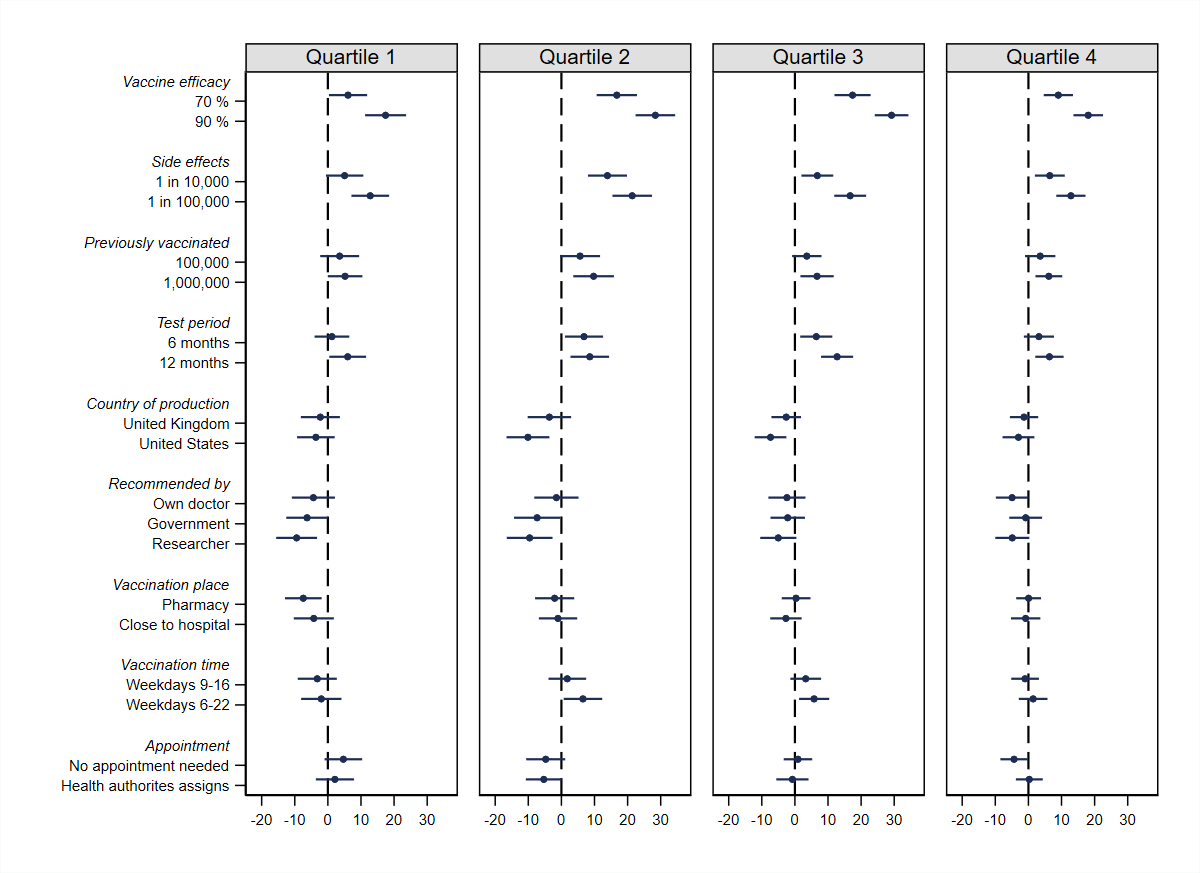 Quartile 1 Quartile 2 Quartile 3 Quartile 4
Vaccine efficacy
70 %
90 %
Side effects
1 in 10,000
1 in 100,000
Previously vaccinated
100,000
1,000,000
Test period
6 months
12 months
Country of production
United Kingdom
United States
Recommended by
Own doctor
Government
Researcher
Vaccination place
Pharmacy
Close to hospital
Vaccination time
Weekdays 9-16
Weekdays 6-22
Appointment
No appointment needed
Health authorites assigns
-20 -10 0 10 20 30 -20 -10 0 10 20 30 -20 -10 0 10 20 30 -20 -10 0 10 20 30